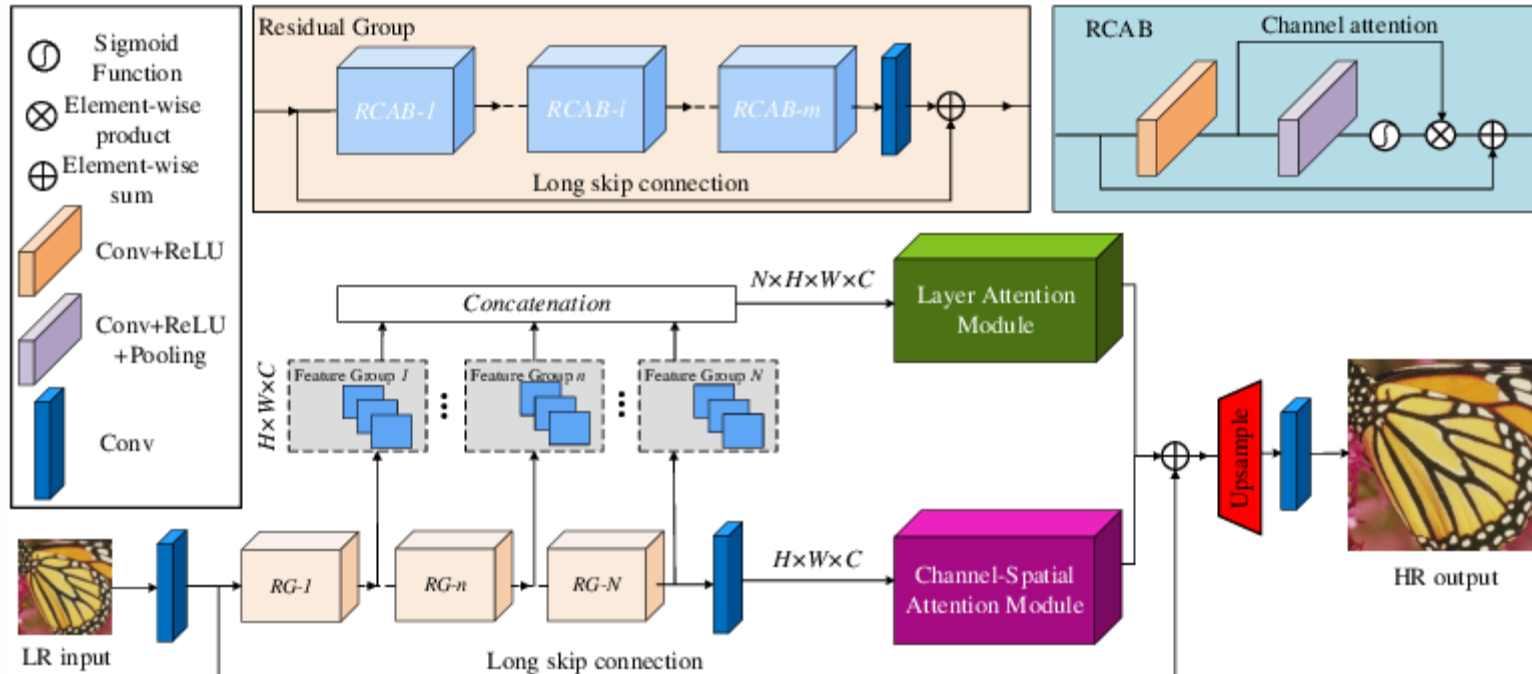 Sigmoid
Function
Element-wise
product
Element-wise
sum
Conv+ReLU
Conv+ReLU
+Pooling
Conv
Residual Group
RCAB-1
RCAB-i
RCAB-m
Long skip connection
RCAB
Channel attention
N×H×W×C
Concatenation
Layer Attention
Module
H×W×C
Feature Group 1
Feature Group n
Feature Group N
Upsample
RG-1
RG-n
RG-N
H×W×C
Channel-Spatial
Attention Module
HR output
LR input
Long skip connection